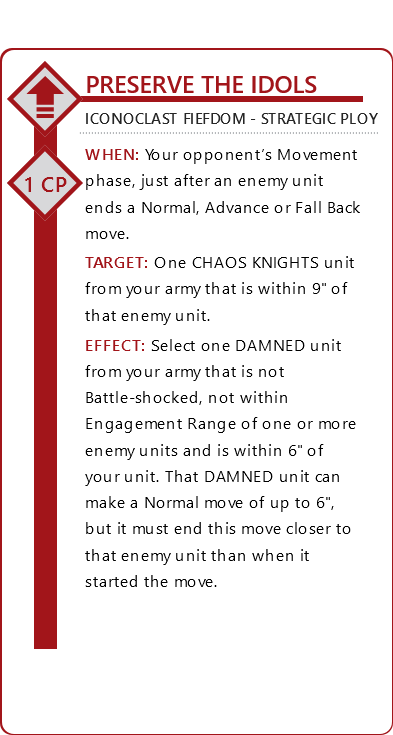 PRESERVE THE IDOLS
ICONOCLAST FIEFDOM - STRATEGIC PLOY
1 CP
WHEN: Your opponent's Movement
phase, just after an enemy unit
ends a Normal, Advance or Fall Back
move.
TARGET: One CHAOS KNIGHTS unit
from your army that is within 9" of
that enemy unit.
EFFECT: Select one DAMNED unit
from your army that is not
Battle-shocked, not within
Engagement Range of one or more
enemy units and is within 6" of
your unit. That DAMNED unit can
make a Normal move of up to 6",
but it must end this move closer to
that enemy unit than when it
started the move.